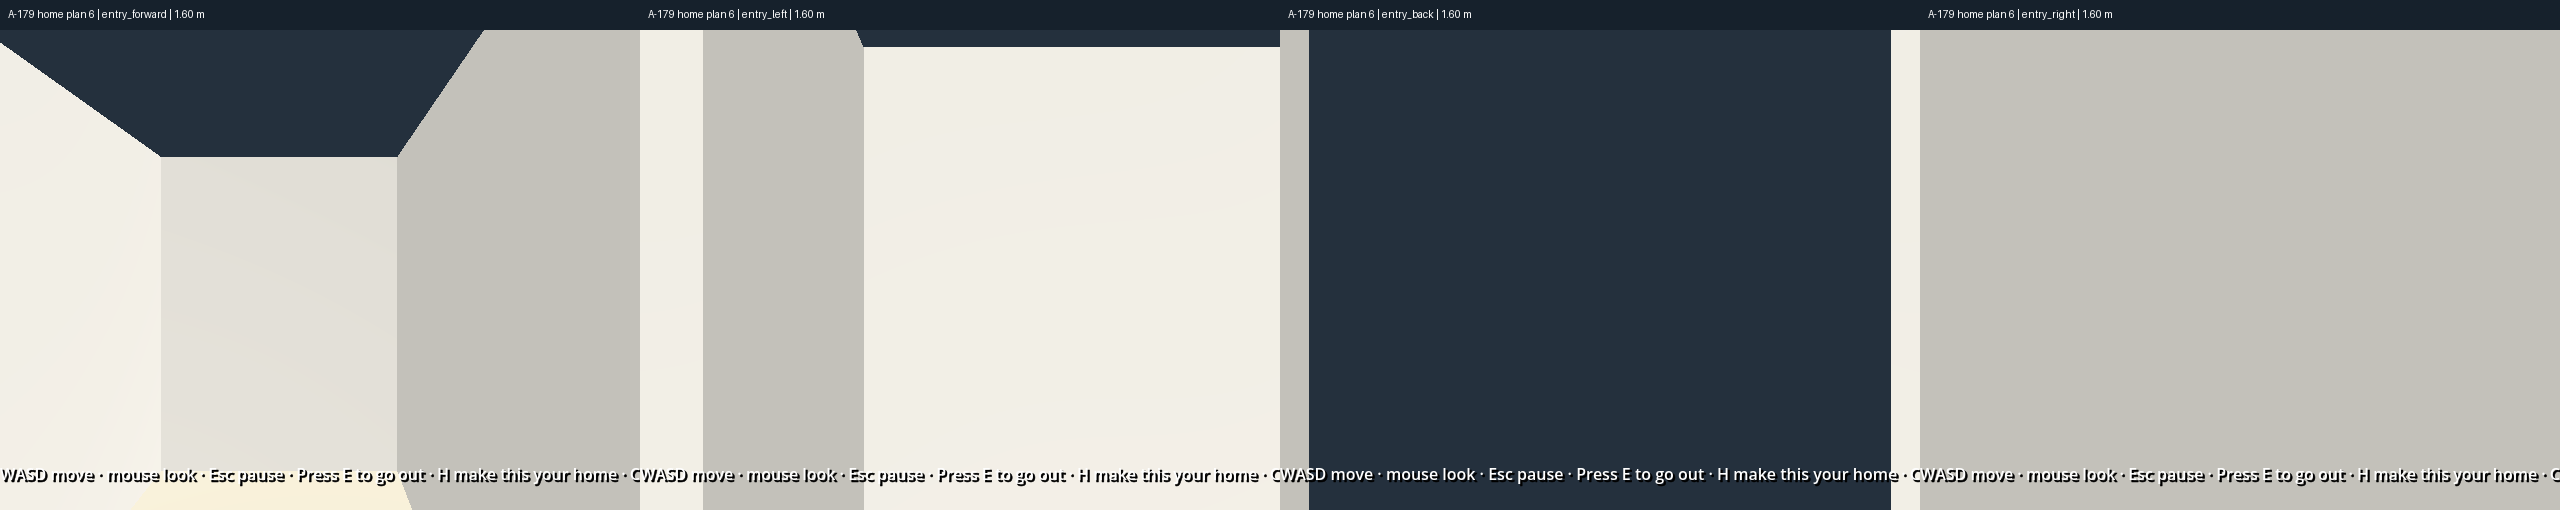 A-179 home plan 6 | entry_forward | 1.60 m
A-179 home plan 6 | entry_left | 1.60 m
A-179 home plan 6 | entry_back | 1.60 m
A-179 home plan 6 | entry_right | 1.60 m
WASD move · mouse look · Esc pause · Press E to go out · H make this your home · C
WASD move · mouse look · Esc pause · Press E to go out · H make this your home · C
WASD move · mouse look · Esc pause · Press E to go out · H make this your home · C
WASD move · mouse look · Esc pause · Press E to go out · H make this your home · C